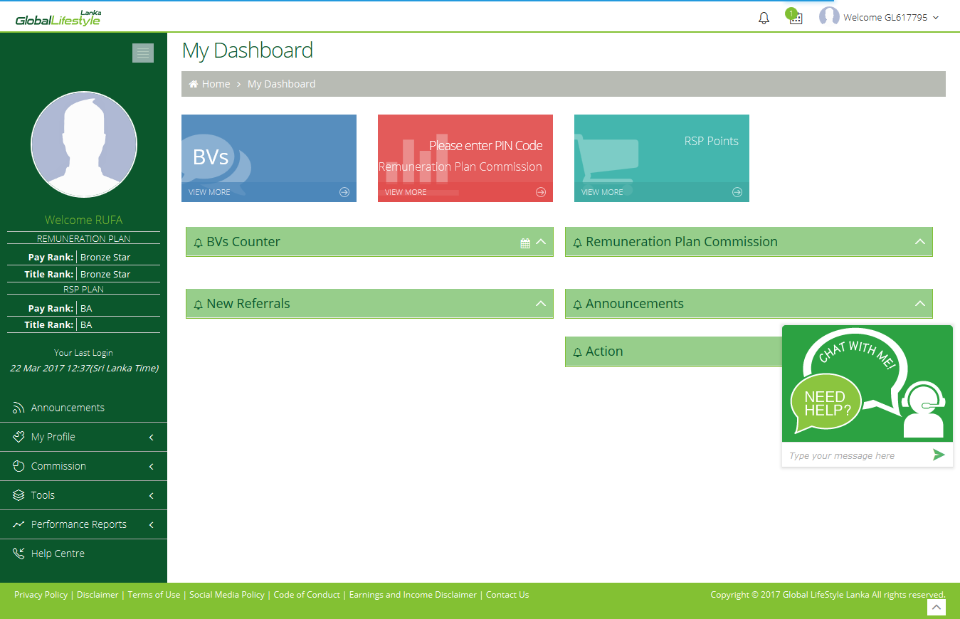 Lanka
GlobalLifestyle
1
Welcome GL617795
My Dashboard
Home > My Dashboard
BVs
VIEW MORE
Please enter PIN Code
Remuneration Plan Commission
VIEW MORE
RSP Points
VIEW MORE
Welcome RUFA
REMUNERATION PLAN
Pay Rank: Bronze Star
Title Rank: Bronze Star
RSP PLAN
Pay Rank: BA
Title Rank: BA
Your Last Login
22 Mar 2017 12:37(Sri Lanka Time)
Announcements
My Profile
Commission
Tools
Performance Reports
Help Centre
BVs Counter
Remuneration Plan Commission
New Referrals
Announcements
Action
CHAT WITH ME!
NEED
HELP?
Type your message here
Privacy Policy | Disclaimer | Terms of Use | Social Media Policy | Code of Conduct | Earnings and Income Disclaimer | Contact Us
Copyright © 2017 Global LifeStyle Lanka All rights reserved.